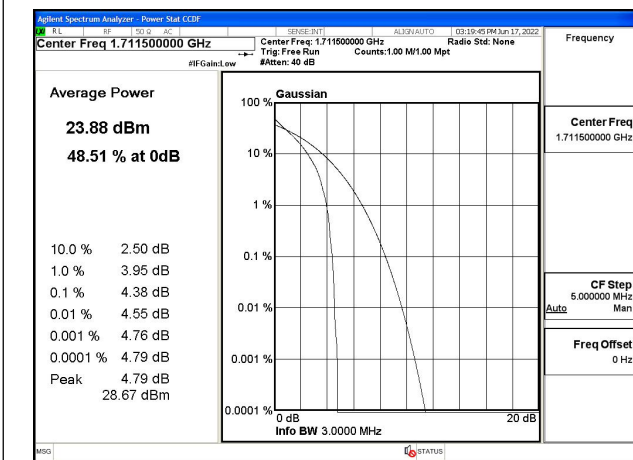 Agilent Spectrum Analyzer - Power Stat CCDF
LXI RL RF 50 Ω AC SENSE:INT ALIGN AUTO 03:19:45 PM Jun 17, 2022
Center Freq 1.711500000 GHz
Center Freq: 1.711500000 GHz Radio Std: None
Trig: Free Run Counts:1.00 M/1.00 Mpt
#IFGain:Low #Atten: 40 dB
Frequency
Average Power
23.88 dBm
48.51 % at 0dB
10.0 % 2.50 dB
1.0 % 3.95 dB
0.1 % 4.38 dB
0.01 % 4.55 dB
0.001 % 4.76 dB
0.0001 % 4.79 dB
Peak 4.79 dB
28.67 dBm
Gaussian
100 %
10 %
1 %
0.1 %
0.01 %
0.001 %
0.0001 %
0 dB 20 dB
Info BW 3.0000 MHz
Center Freq
1.711500000 GHz
CF Step
5.000000 MHz
Auto Man
Freq Offset
0 Hz
MSG STATUS